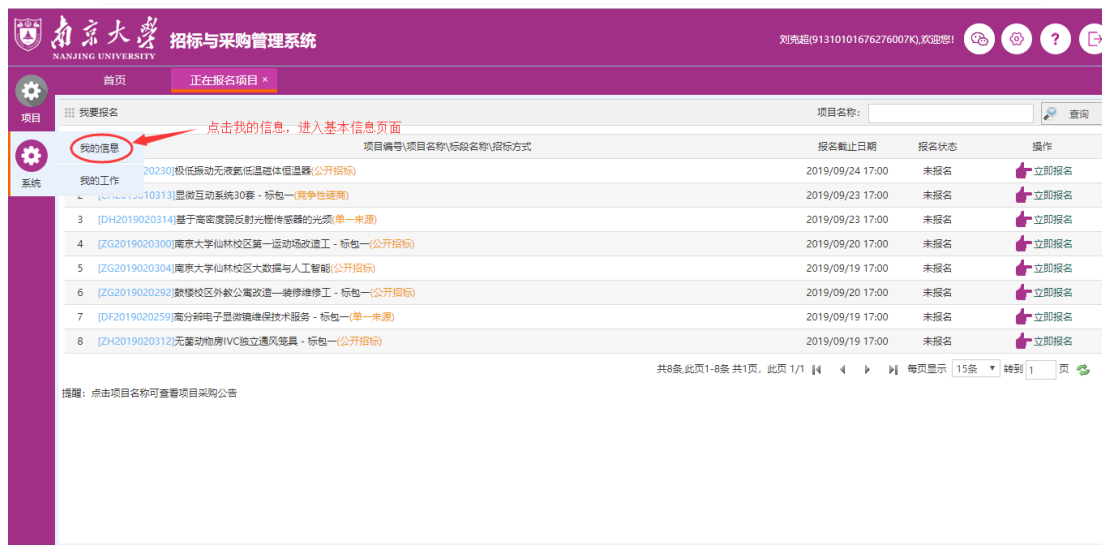 南京大学
NANJING UNIVERSITY
招标与采购管理系统
刘克超(91310101676276007K),欢迎您!
?
项目
系统
首页
正在报名项目 ×
我要报名
项目名称:
查询
点击我的信息，进入基本信息页面
我的信息
我的工作
项目编号\项目名称\标段名称\招标方式 报名截止日期 报名状态 操作
20230]极低振动无液氦低温磁体恒温器(公开招标) 2019/09/24 17:00 未报名 立即报名
2 2019010313]显微互动系统30套 - 标包一(竞争性磋商) 2019/09/23 17:00 未报名 立即报名
3 [DH2019020314]基于高密度弱反射光栅传感器的光频(单一来源) 2019/09/23 17:00 未报名 立即报名
4 [ZG2019020300]南京大学仙林校区第一运动场改造工 - 标包一(公开招标) 2019/09/20 17:00 未报名 立即报名
5 [ZG2019020304]南京大学仙林校区大数据与人工智能(公开招标) 2019/09/19 17:00 未报名 立即报名
6 [ZG2019020292]鼓楼校区外教公寓改造—装修维修工 - 标包一(公开招标) 2019/09/20 17:00 未报名 立即报名
7 [DF2019020259]高分辨电子显微镜维保技术服务 - 标包一(单一来源) 2019/09/19 17:00 未报名 立即报名
8 [ZH2019020312]无菌动物房IVC独立通风笼具 - 标包一(公开招标) 2019/09/19 17:00 未报名 立即报名
共8条,此页1-8条 共1页, 此页 1/1 每页显示 15条 转到 1 页
提醒：点击项目名称可查看项目采购公告